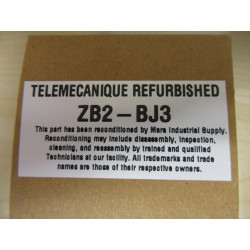 TELEMECANIQUE REFURBISHED
ZB2-BJ3
This part has been reconditioned by Mara Industrial Supply.
Reconditioning may include disassembly, inspection,
cleaning, and reassembly by trained and qualified
Technicians at our facility. All trademarks and trade
names are those of their respective owners.